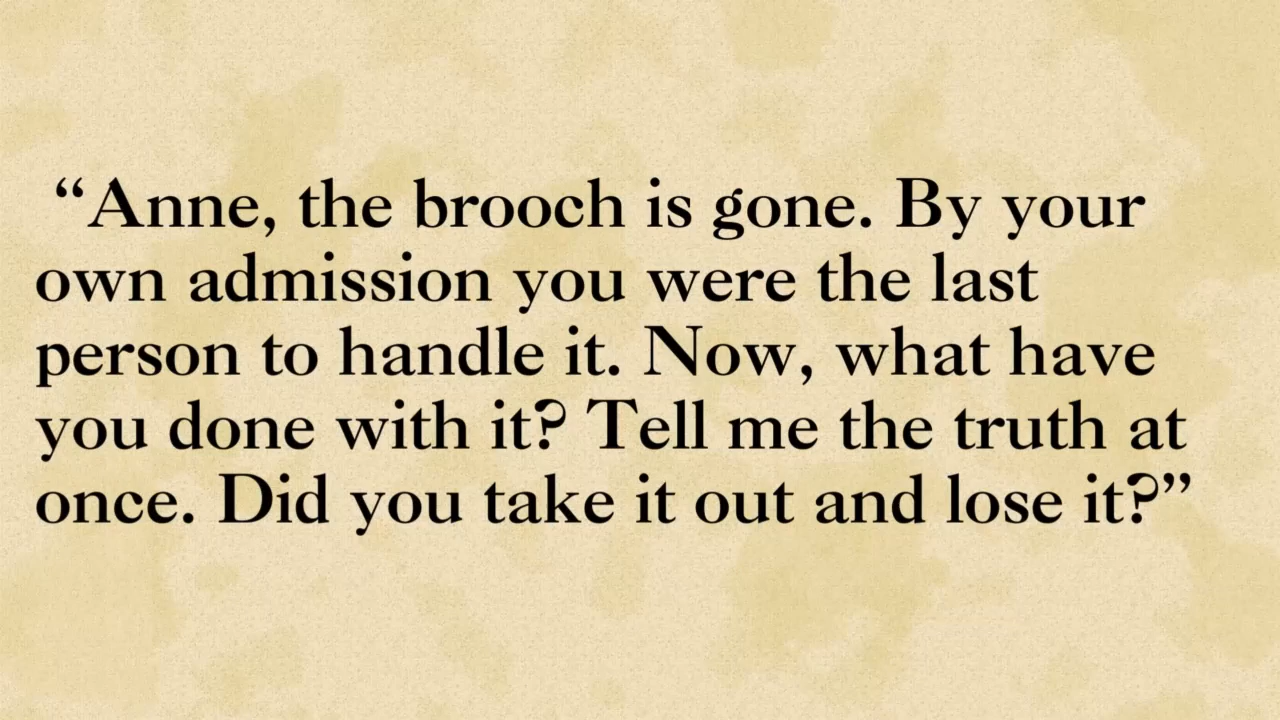 “Anne, the brooch is gone. By your
own admission you were the last
person to handle it. Now, what have
you done with it? Tell me the truth at
once. Did you take it out and lose it?”